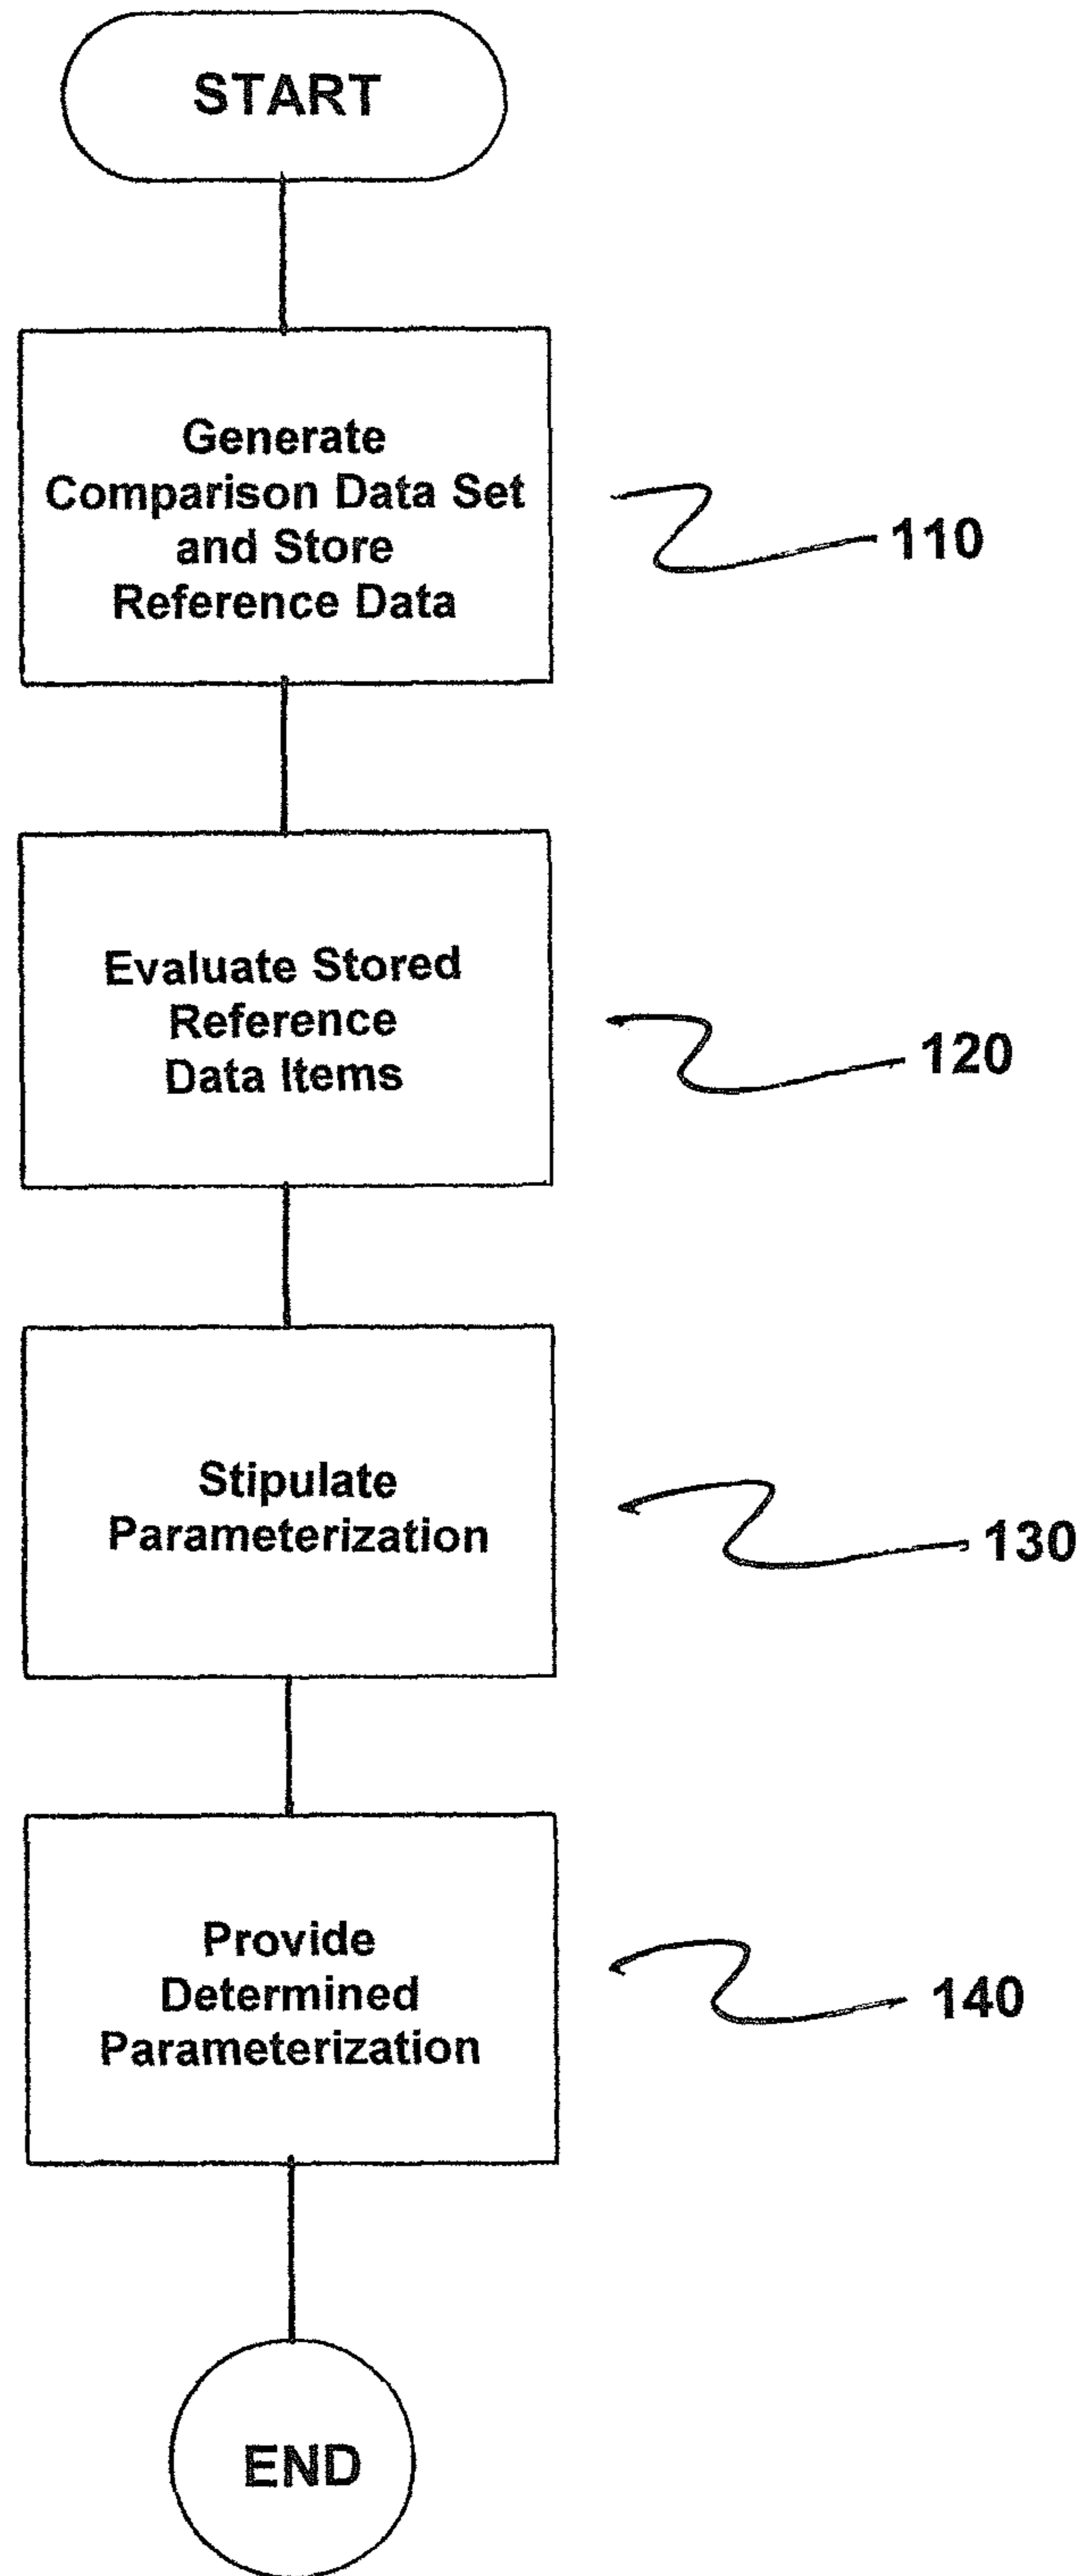 START
Generate
Comparison Data Set
and Store
Reference Data
110
Evaluate Stored
Reference
Data Items
120
Stipulate
Parameterization
130
Provide
Determined
Parameterization
140
END